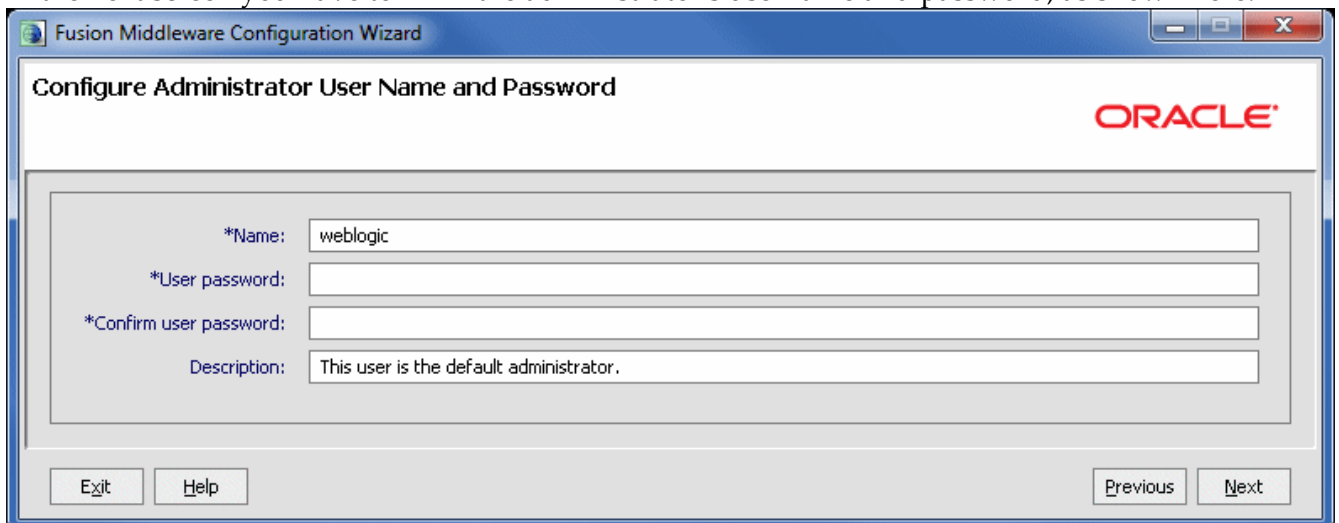 Fusion Middleware Configuration Wizard
Configure Administrator User Name and Password
ORACLE
*Name: weblogic
*User password:
*Confirm user password:
Description: This user is the default administrator.
Exit Help Previous Next